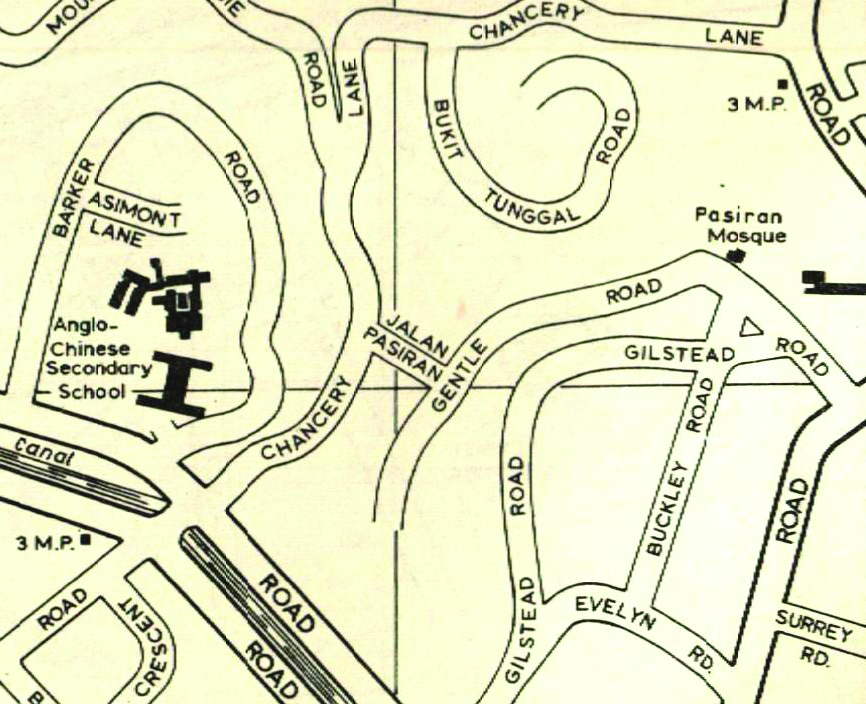 CHANCERY
LANE
ROAD
LANE
3 M.P.
ROAD
BUKIT
TUNGGAL
ROAD
BARKER
ROAD
ASIMONT
LANE
Pasiran
Mosque
Anglo-
Chinese
Secondary
School
JALAN
PASIRAN
GENTLE
ROAD
GILSTEAD
ROAD
CHANCERY
ROAD
BUCKLEY
ROAD
ROAD
Canal
3 M.P.
ROAD
CRESCENT
ROAD
ROAD
GILSTEAD
EVELYN
RD.
SURREY
RD.